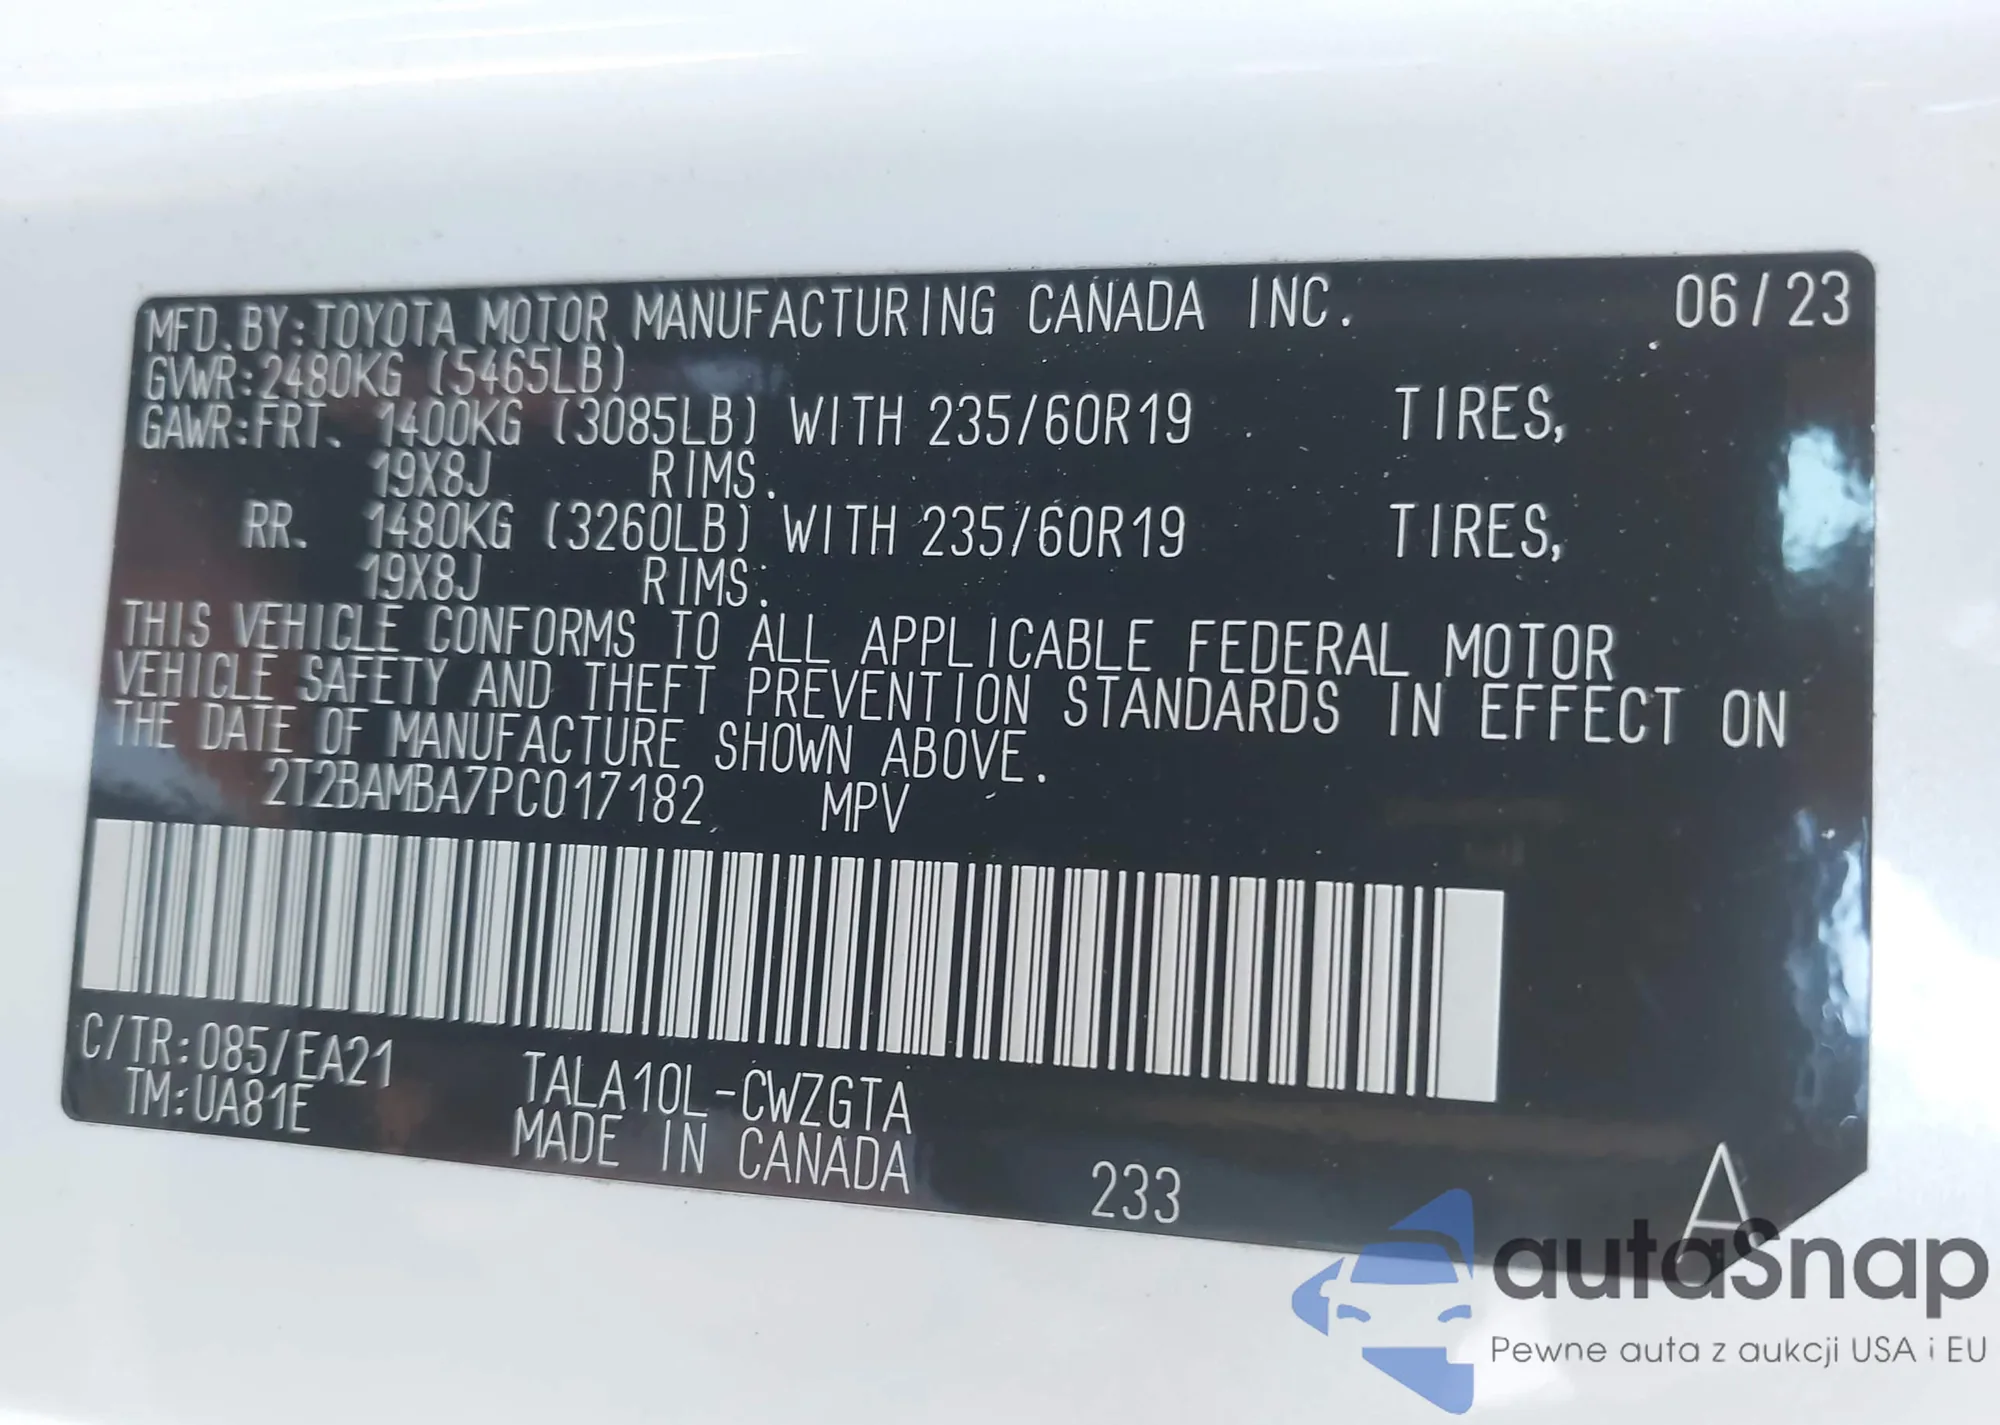 MFD. BY: TOYOTA MOTOR MANUFACTURING CANADA INC. 06/23
GVWR: 2480KG (5465LB)
GAWR: FRT. 1400KG (3085LB) WITH 235/60R19 TIRES,
19X8J RIMS.
RR. 1480KG (3260LB) WITH 235/60R19 TIRES,
19X8J RIMS.
THIS VEHICLE CONFORMS TO ALL APPLICABLE FEDERAL MOTOR
VEHICLE SAFETY AND THEFT PREVENTION STANDARDS IN EFFECT ON
THE DATE OF MANUFACTURE SHOWN ABOVE.
2T2BAMBA7PC017182 MPV
C/TR: 085/EA21 TALA10L-CWZGTA
TM: UA81E MADE IN CANADA 233 A
autaSnap
Pewne auta z aukcji USA i EU